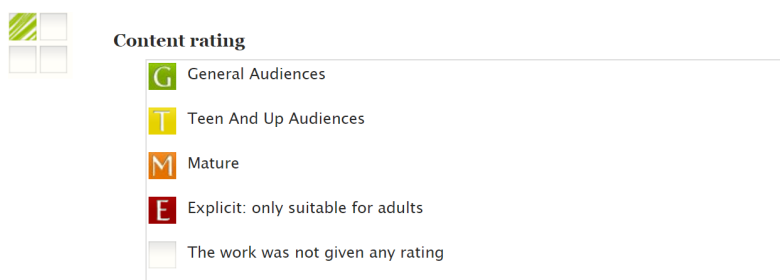 Content rating
G General Audiences
T Teen And Up Audiences
M Mature
E Explicit: only suitable for adults
The work was not given any rating